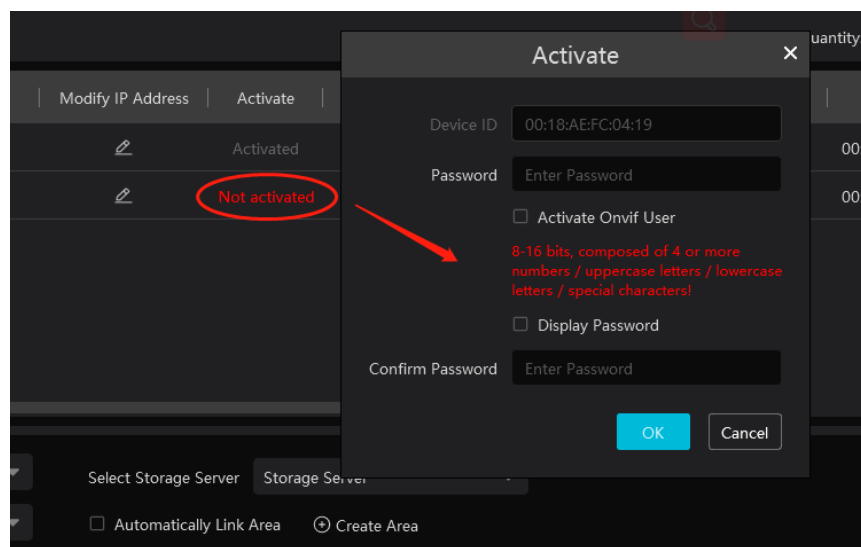 uantity
Activate
Modify IP Address
Activate
Device ID
00:18:AE:FC:04:19
Activated
00:
Password
Enter Password
Not activated
00:
Activate Onvif User
8-16 bits, composed of 4 or more
numbers / uppercase letters / lowercase
letters / special characters!
Display Password
Confirm Password
Enter Password
OK
Cancel
Select Storage Server
Storage Server
Automatically Link Area
Create Area